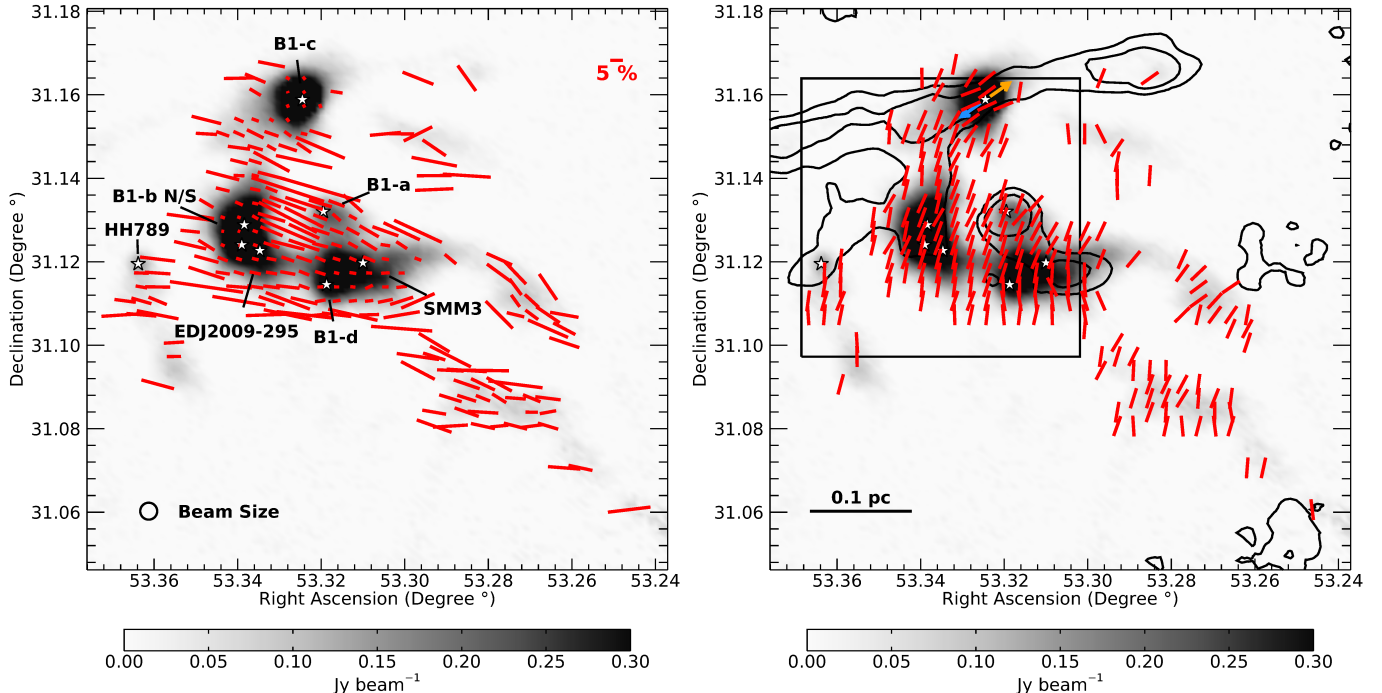 31.18
31.16
31.14
31.12
31.10
31.08
31.06
Declination (Degree °)
B1-c
5 %
B1-a
B1-b N/S
HH789
SMM3
EDJ2009-295
B1-d
Beam Size
53.36 53.34 53.32 53.30 53.28 53.26 53.24
Right Ascension (Degree °)
0.00 0.05 0.10 0.15 0.20 0.25 0.30
Jy beam⁻¹
31.18
31.16
31.14
31.12
31.10
31.08
31.06
Declination (Degree °)
0.1 pc
53.36 53.34 53.32 53.30 53.28 53.26 53.24
Right Ascension (Degree °)
0.00 0.05 0.10 0.15 0.20 0.25 0.30
Jy beam⁻¹